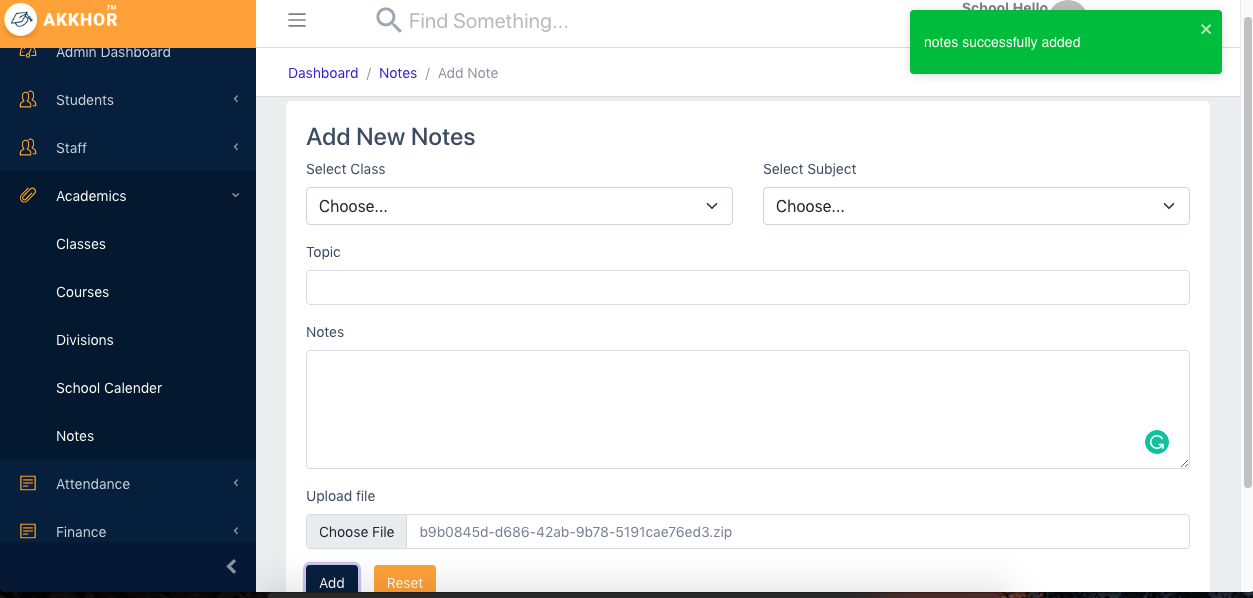 AKKHOR™
Admin Dashboard
Students
Staff
Academics
Classes
Courses
Divisions
School Calender
Notes
Attendance
Finance
Find Something...
School Hello
notes successfully added
Dashboard / Notes / Add Note
Add New Notes
Select Class
Select Subject
Choose...
Choose...
Topic
Notes
Upload file
Choose File b9b0845d-d686-42ab-9b78-5191cae76ed3.zip
Add
Reset